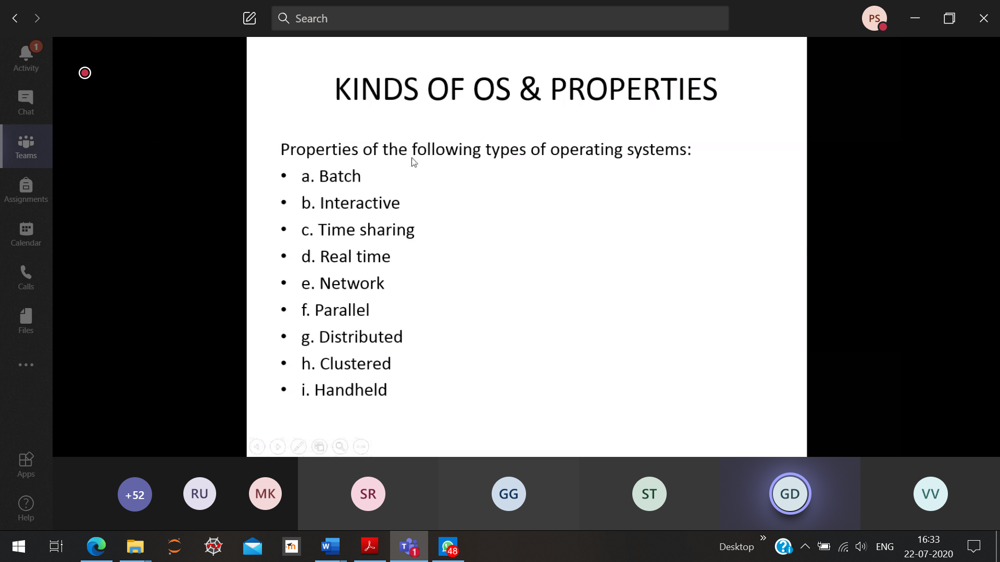 Search
PS
1
Activity
Chat
Teams
Assignments
Calendar
Calls
Files
Apps
Help
KINDS OF OS & PROPERTIES
Properties of the following types of operating systems:
• a. Batch
• b. Interactive
• c. Time sharing
• d. Real time
• e. Network
• f. Parallel
• g. Distributed
• h. Clustered
• i. Handheld
+52
RU
MK
SR
GG
ST
GD
VV
m
W
T
1
48
Desktop
ENG
16:33
22-07-2020